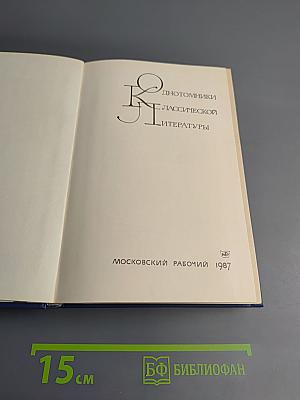 Однотомники
Классической
Литературы
МОСКОВСКИЙ РАБОЧИЙ 1987
15 см
БФ БИБЛИОФАН